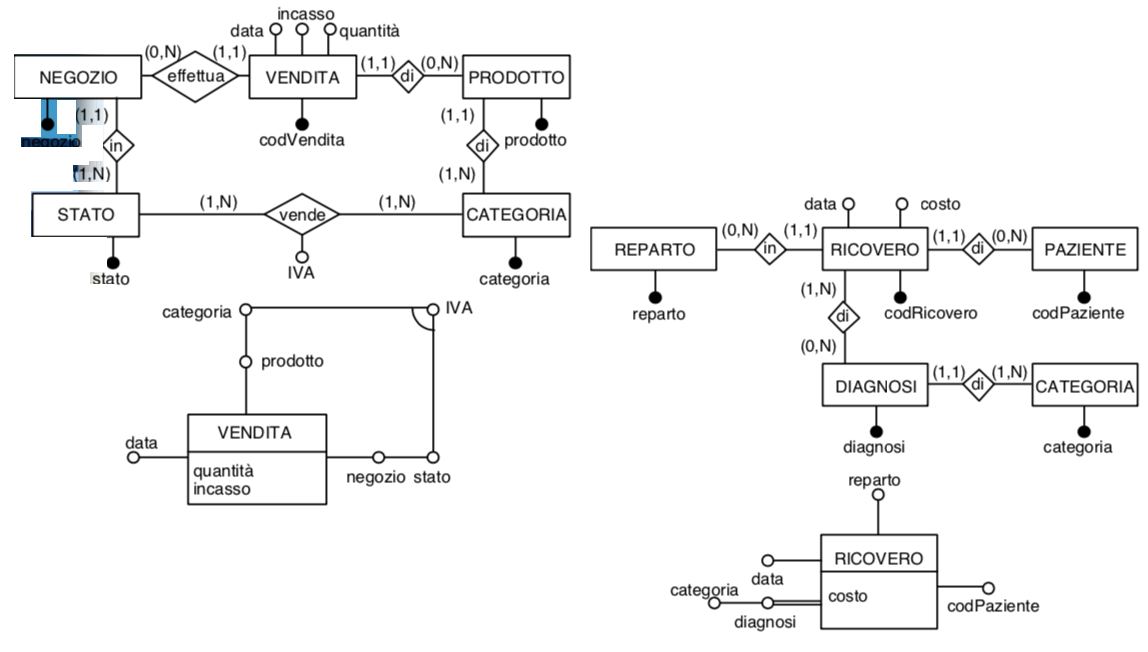 incasso
data
quantità
(0,N)
(1,1)
(1,1)
(0,N)
NEGOZIO
effettua
VENDITA
di
PRODOTTO
(1,1)
(1,1)
negozio
in
codVendita
di
prodotto
(1,N)
(1,N)
STATO
(1,N)
vende
(1,N)
CATEGORIA
stato
IVA
categoria
categoria
IVA
prodotto
VENDITA
data
quantità
incasso
negozio
stato
data
costo
(0,N)
(1,1)
(1,1)
(0,N)
REPARTO
in
RICOVERO
di
PAZIENTE
(1,N)
reparto
codRicovero
codPaziente
di
(0,N)
(1,1)
(1,N)
DIAGNOSI
di
CATEGORIA
diagnosi
categoria
reparto
RICOVERO
data
categoria
costo
codPaziente
diagnosi